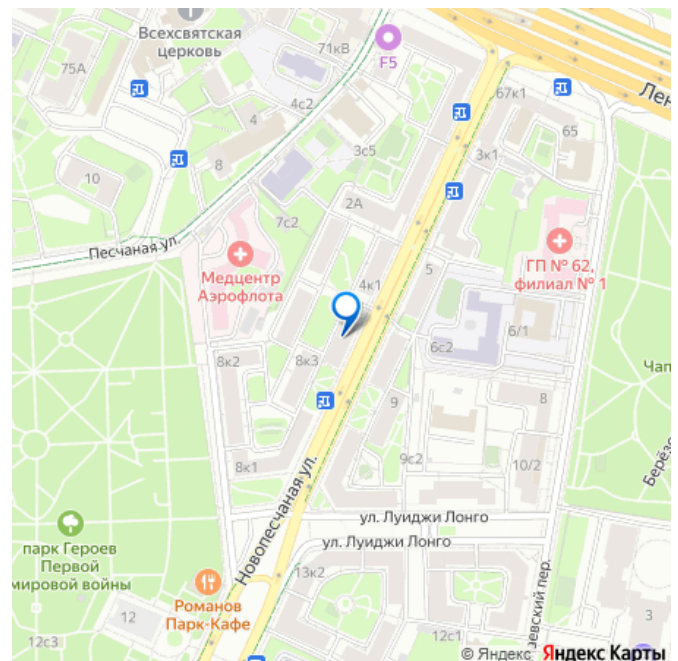 Всехсвятская
церковь
71кВ
F5
75А
4с2
67к1
Лен
4
65
3с5
3к1
8
10
2А
7с2
Песчаная ул.
Медцентр
Аэрофлота
ГП № 62,
филиал № 1
5
4к1
6/1
6с2
8к2
8к3
Чап
9
8
9с2
8к1
10/2
Берёзо
Новопесчаная ул.
ул. Луиджи Лонго
ул. Луиджи Лонго
парк Героев
Первой
мировой войны
13к2
Романов
Парк-Кафе
12
12с3
12с1
аевский пер.
3
© Яндекс Яндекс Карты